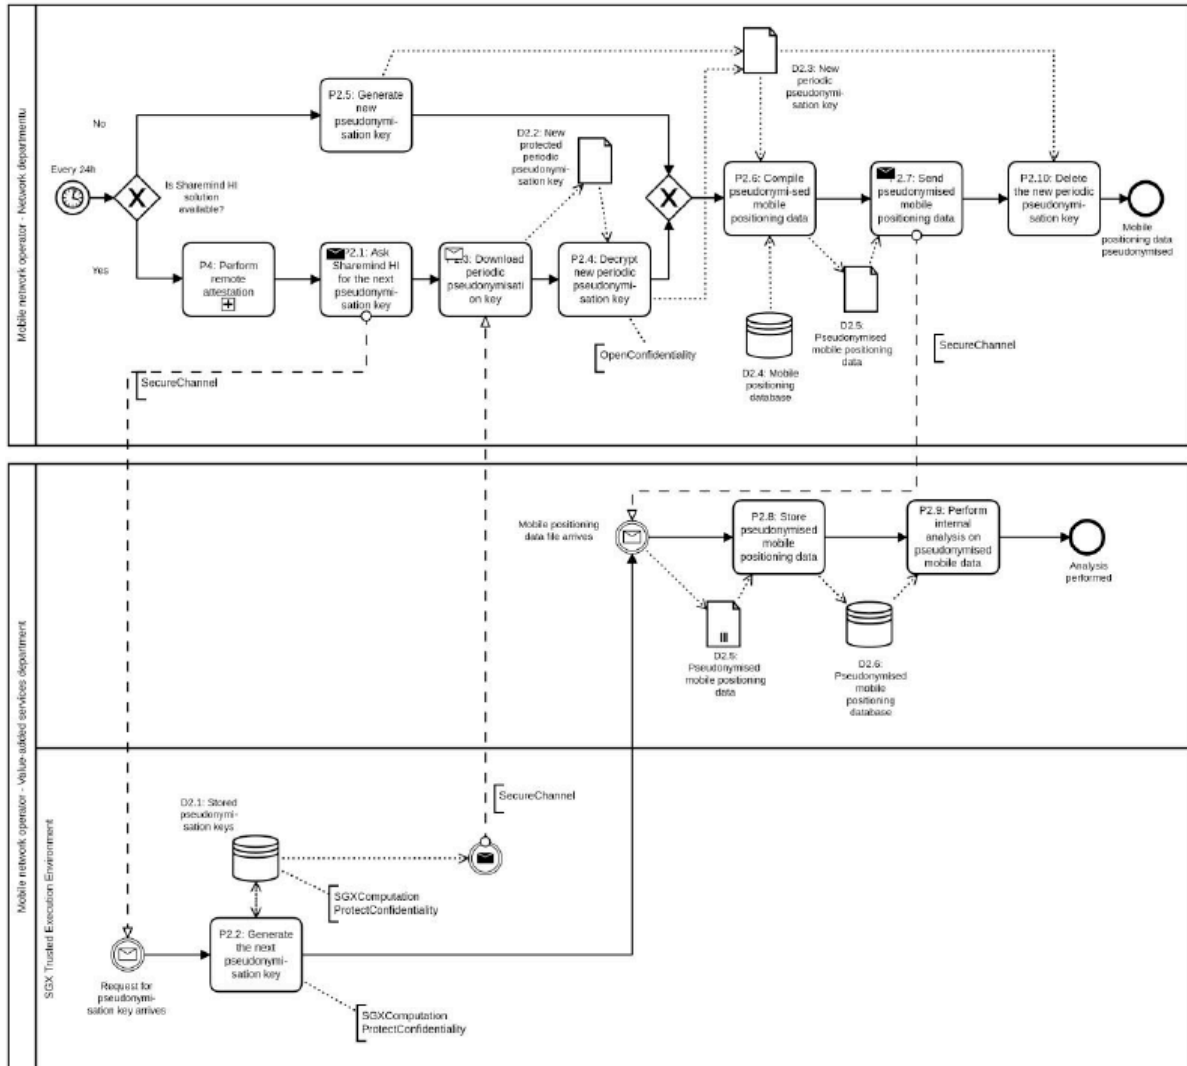 Mobile network operator - Network departmentu
Every 24h
No
Yes
Is Sharemind HI
solution
available?
P2.5: Generate
new
pseudonymi-
sation key
P4: Perform
remote
attestation
P2.1: Ask
Sharemind HI
for the next
pseudonymi-
sation key
SecureChannel
D2.2: New
protected
periodic
pseudonymi-
sation key
Download
periodic
pseudonymisati
on key
P2.4: Decrypt
new periodic
pseudonymi-
sation key
OpenConfidentiality
D2.3: New
periodic
pseudonymi-
sation key
P2.6: Compile
pseudonymi-sed
mobile
positioning data
D2.4: Mobile
positioning
database
D2.5:
Pseudonymised
mobile positioning
data
2.7: Send
pseudonymised
mobile
positioning data
SecureChannel
P2.10: Delete
the new periodic
pseudonymi-
sation key
Mobile
positioning data
pseudonymised
Mobile network operator - Value-added services department
Mobile positioning
data file arrives
P2.8: Store
pseudonymised
mobile
positioning data
D2.5:
Pseudonymised
mobile positioning
data
P2.9: Perform
internal
analysis on
pseudonymised
mobile data
D2.6:
Pseudonymised
mobile
positioning
database
Analysis
performed
SGX Trusted Execution Environment
D2.1: Stored
pseudonymi-
sation keys
SecureChannel
SGXComputation
ProtectConfidentiality
P2.2: Generate
the next
pseudonymi-
sation key
Request for
pseudonymi-
sation key arrives
SGXComputation
ProtectConfidentiality